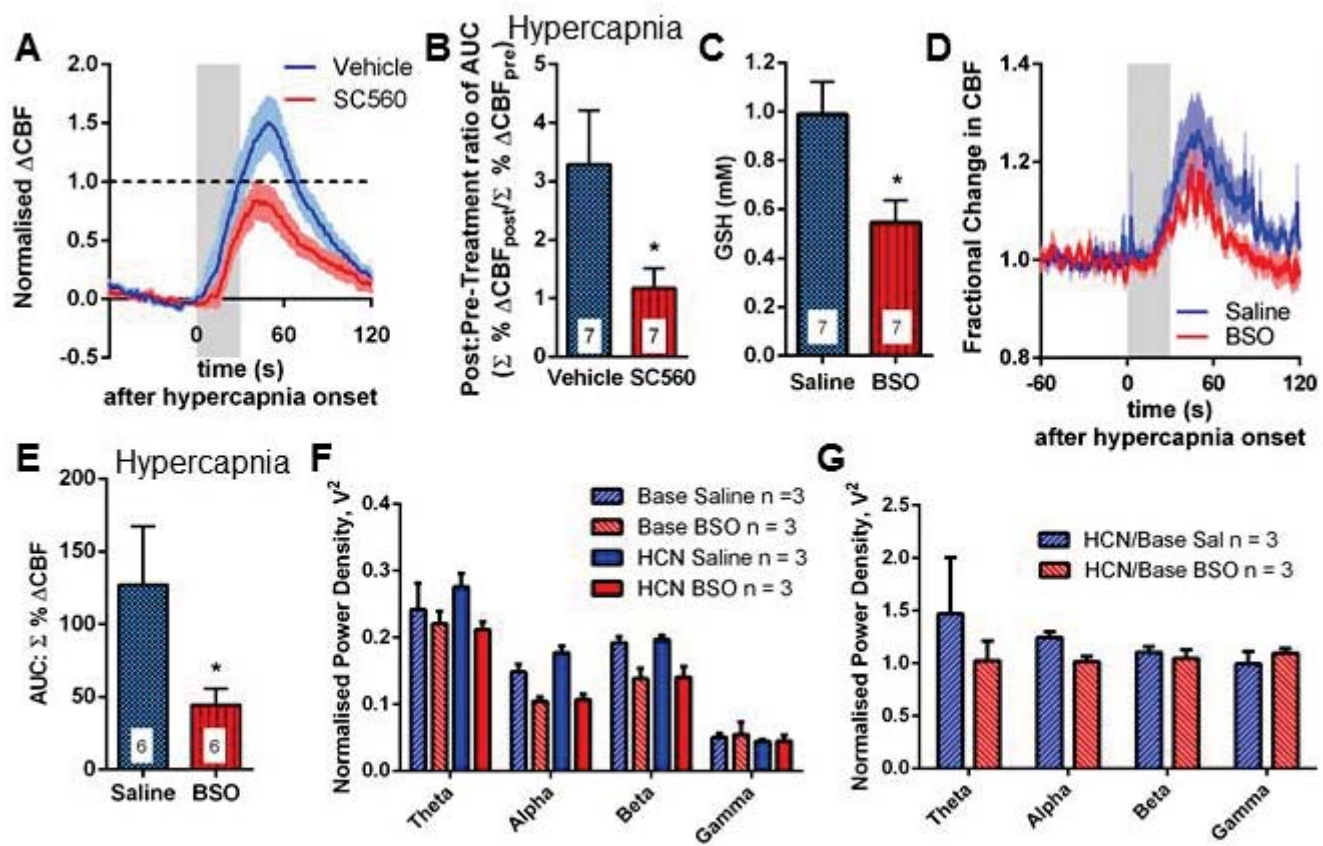 A
Normalised ΔCBF
2.0
1.5
1.0
0.5
0.0
-0.5
Vehicle
SC560
0
60
120
time (s)
after hypercapnia onset
B
Hypercapnia
Post:Pre-Treatment ratio of AUC
(Σ % ΔCBFpost/Σ % ΔCBFpre)
5
4
3
2
1
0
*
7
7
Vehicle SC560
C
GSH (mM)
1.2
1.0
0.8
0.6
0.4
0.2
0.0
*
7
7
Saline BSO
D
Fractional Change in CBF
1.4
1.2
1.0
0.8
Saline
BSO
-60
0
60
120
time (s)
after hypercapnia onset
E
Hypercapnia
AUC: Σ % ΔCBF
200
150
100
50
0
*
6
6
Saline BSO
F
Normalised Power Density, V²
0.4
0.3
0.2
0.1
0.0
Base Saline n =3
Base BSO n = 3
HCN Saline n = 3
HCN BSO n = 3
Theta
Alpha
Beta
Gamma
G
Normalised Power Density, V²
2.5
2.0
1.5
1.0
0.5
0.0
HCN/Base Sal n = 3
HCN/Base BSO n = 3
Theta
Alpha
Beta
Gamma